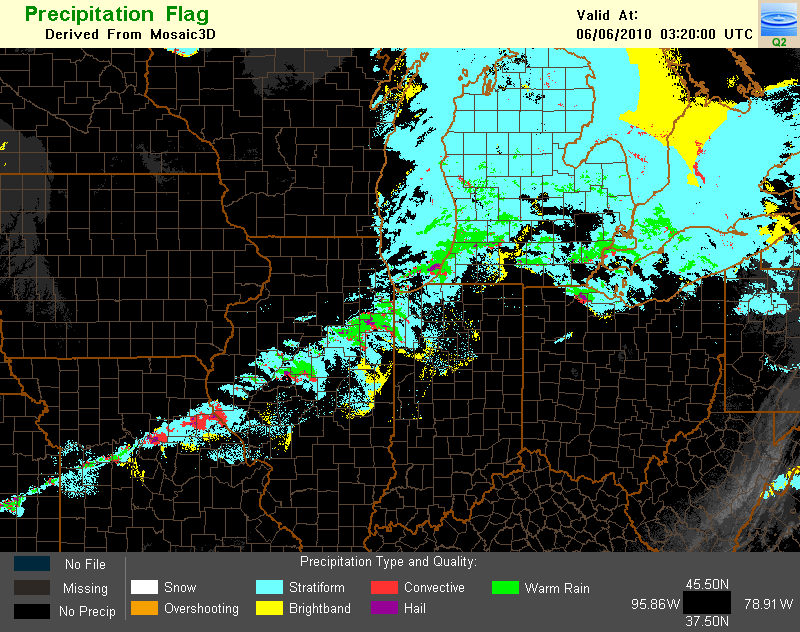 Precipitation Flag
Derived From Mosaic3D
Valid At:
06/06/2010 03:20:00 UTC
Q2
Precipitation Type and Quality:
No File
Missing
No Precip
Snow
Stratiform
Convective
Warm Rain
Overshooting
Brightband
Hail
45.50N
95.86W
78.91W
37.50N